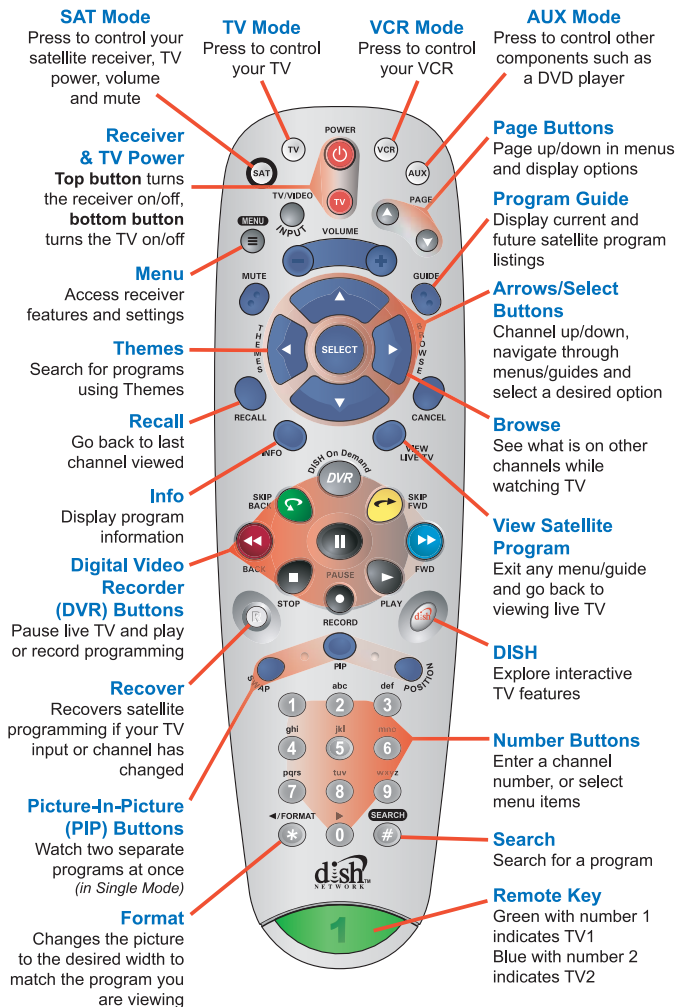 SAT Mode
Press to control your
satellite receiver, TV
power, volume
and mute
TV Mode
Press to control
your TV
VCR Mode
Press to control
your VCR
AUX Mode
Press to control other
components such as
a DVD player
Receiver
& TV Power
Top button turns
the receiver on/off,
bottom button
turns the TV on/off
Menu
Access receiver
features and settings
Themes
Search for programs
using Themes
Recall
Go back to last
channel viewed
Info
Display program
information
Digital Video
Recorder
(DVR) Buttons
Pause live TV and play
or record programming
Recover
Recovers satellite
programming if your TV
input or channel has
changed
Picture-In-Picture
(PIP) Buttons
Watch two separate
programs at once
(in Single Mode)
Format
Changes the picture
to the desired width to
match the program you
are viewing
POWER
TV
VCR
SAT
AUX
TV
TV/VIDEO
INPUT
PAGE
MENU
VOLUME
MUTE
GUIDE
THEMES
SELECT
BROWSE
RECALL
CANCEL
INFO
VIEW
LIVE TV
DISH On Demand
DVR
SKIP
BACK
SKIP
FWD
BACK
PAUSE
FWD
STOP
PLAY
RECORD
R
dish
SWAP
PIP
POSITION
abc
def
1
2
3
ghi
jkl
mno
4
5
6
pqrs
tuv
wxyz
7
8
9
◄/FORMAT
►
SEARCH
*
0
#
dish
NETWORK
TM
1
Page Buttons
Page up/down in menus
and display options
Program Guide
Display current and
future satellite program
listings
Arrows/Select
Buttons
Channel up/down,
navigate through
menus/guides and
select a desired option
Browse
See what is on other
channels while
watching TV
View Satellite
Program
Exit any menu/guide
and go back to
viewing live TV
DISH
Explore interactive
TV features
Number Buttons
Enter a channel
number, or select
menu items
Search
Search for a program
Remote Key
Green with number 1
indicates TV1
Blue with number 2
indicates TV2